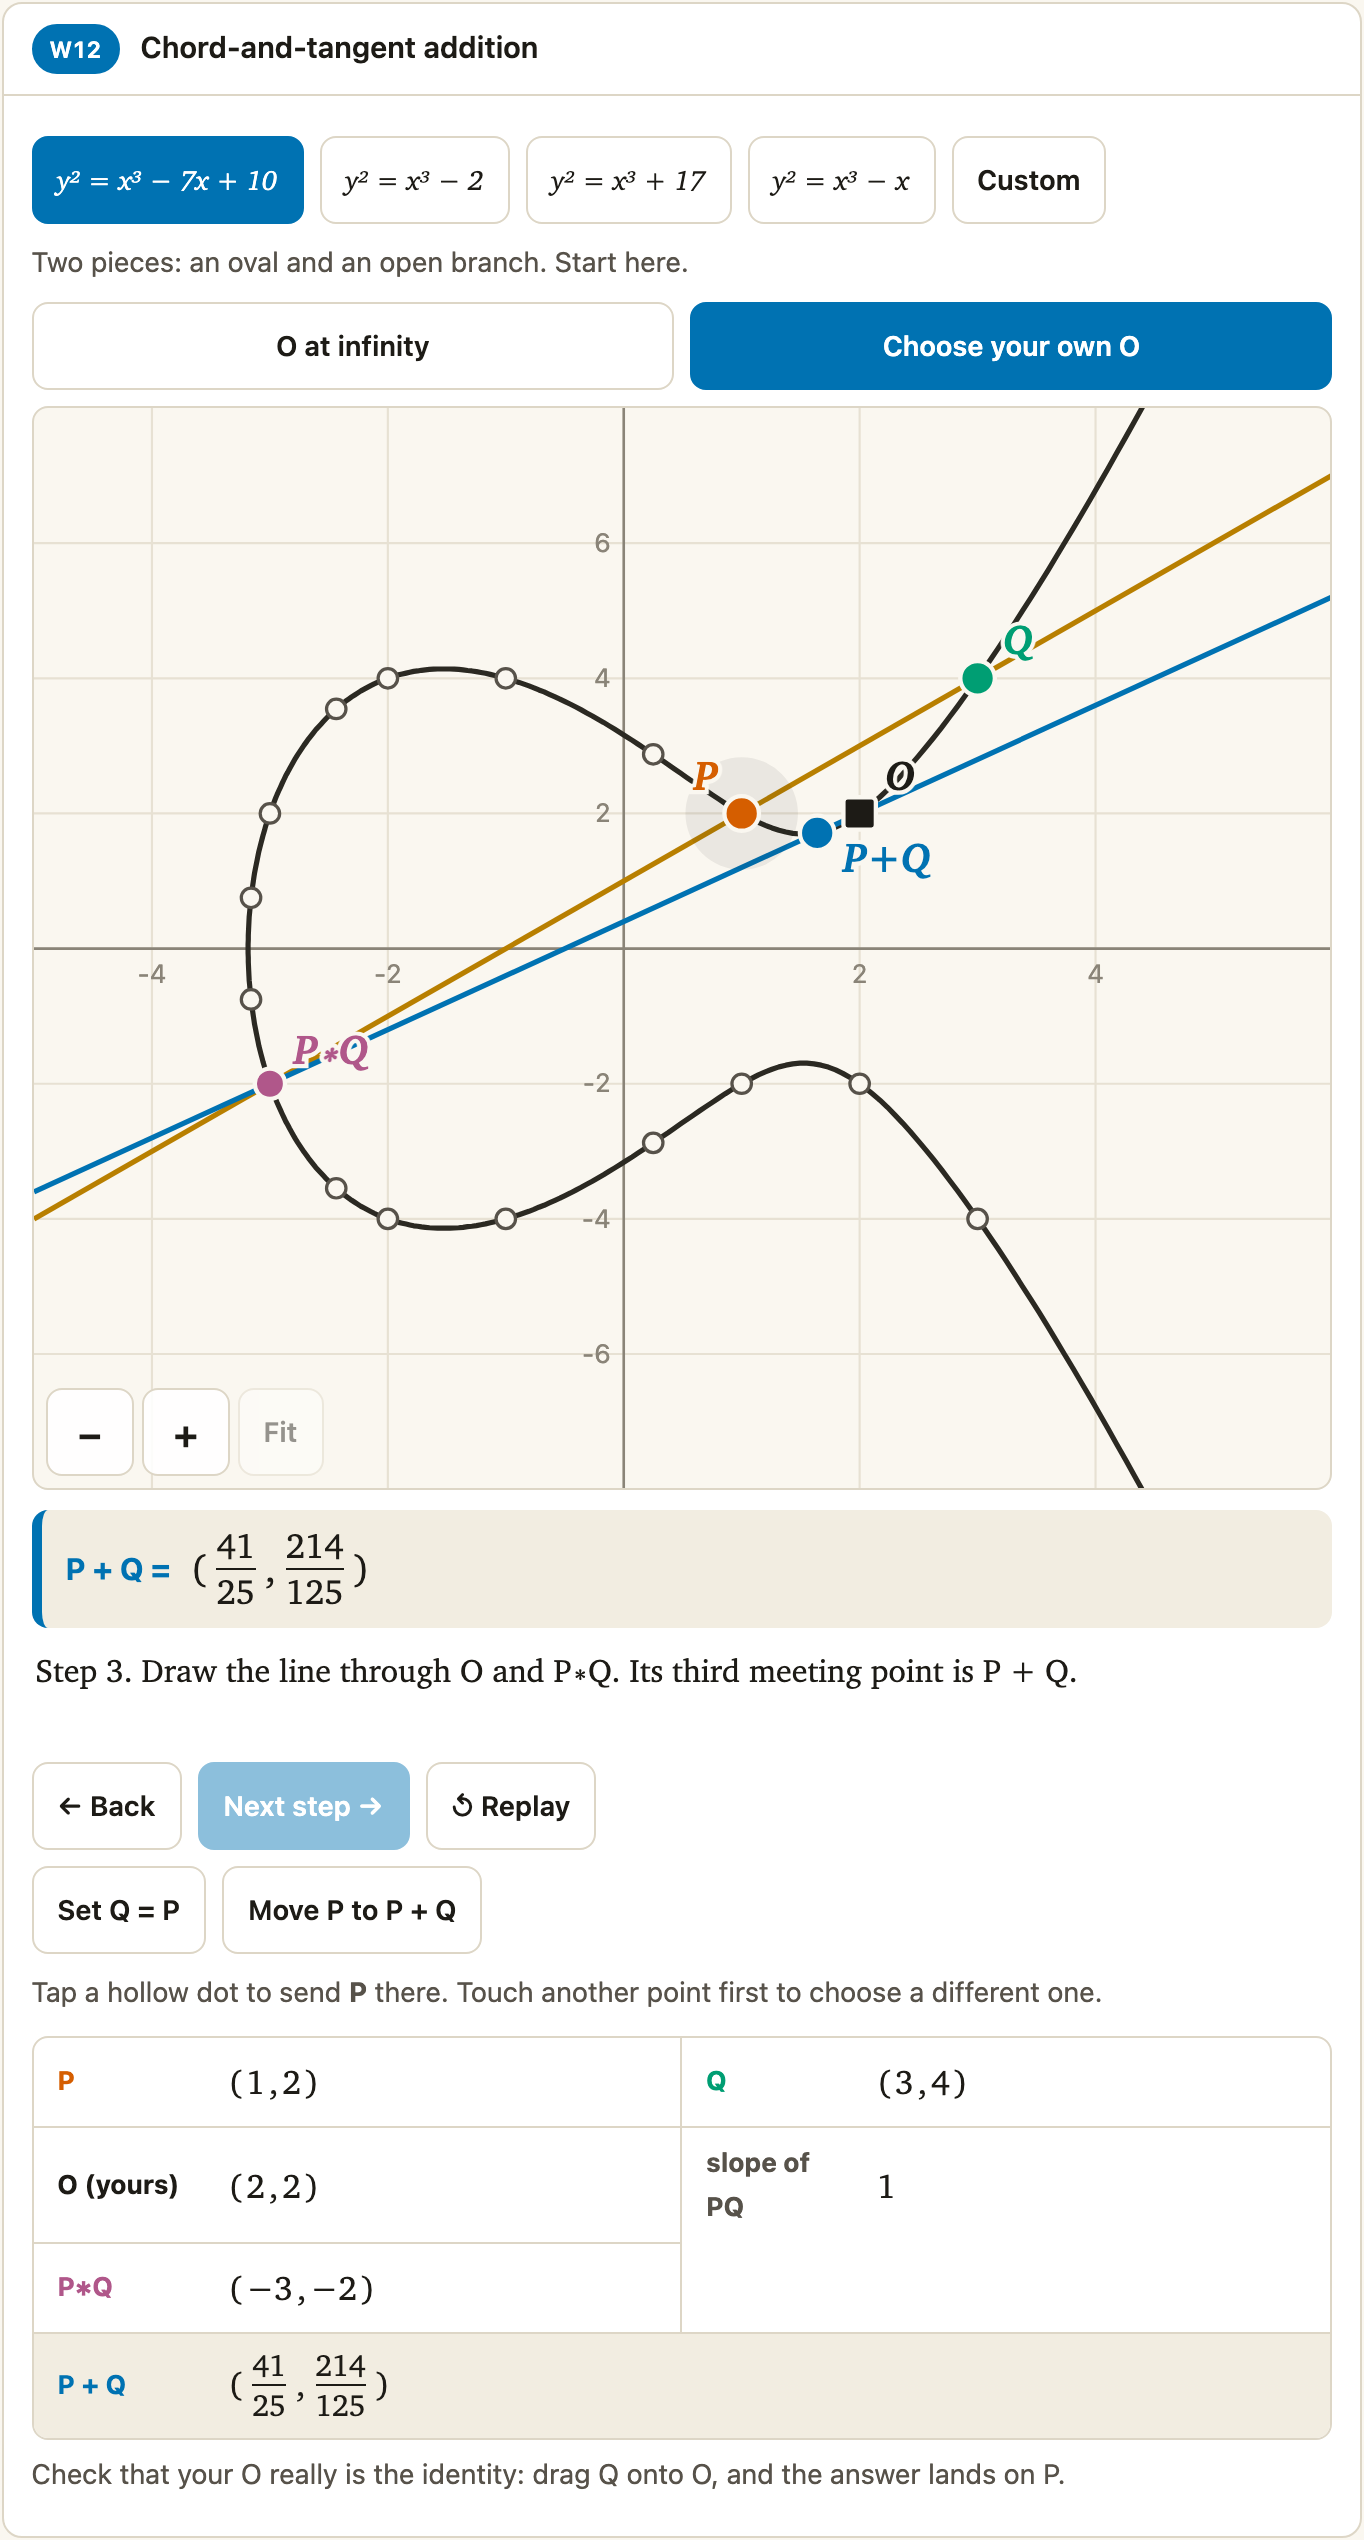 W12 Chord-and-tangent addition
y² = x³ − 7x + 10 y² = x³ − 2 y² = x³ + 17 y² = x³ − x Custom
Two pieces: an oval and an open branch. Start here.
O at infinity Choose your own O
6
Q
4
P O
2
P+Q
-4 -2 2 4
P∗Q
-2
-4
-6
− + Fit
P + Q = (41/25, 214/125)
Step 3. Draw the line through O and P∗Q. Its third meeting point is P + Q.
← Back Next step → ↺ Replay
Set Q = P Move P to P + Q
Tap a hollow dot to send P there. Touch another point first to choose a different one.
P (1,2) Q (3,4)
O (yours) (2,2) slope of PQ 1
P∗Q (−3,−2)
P + Q (41/25, 214/125)
Check that your O really is the identity: drag Q onto O, and the answer lands on P.